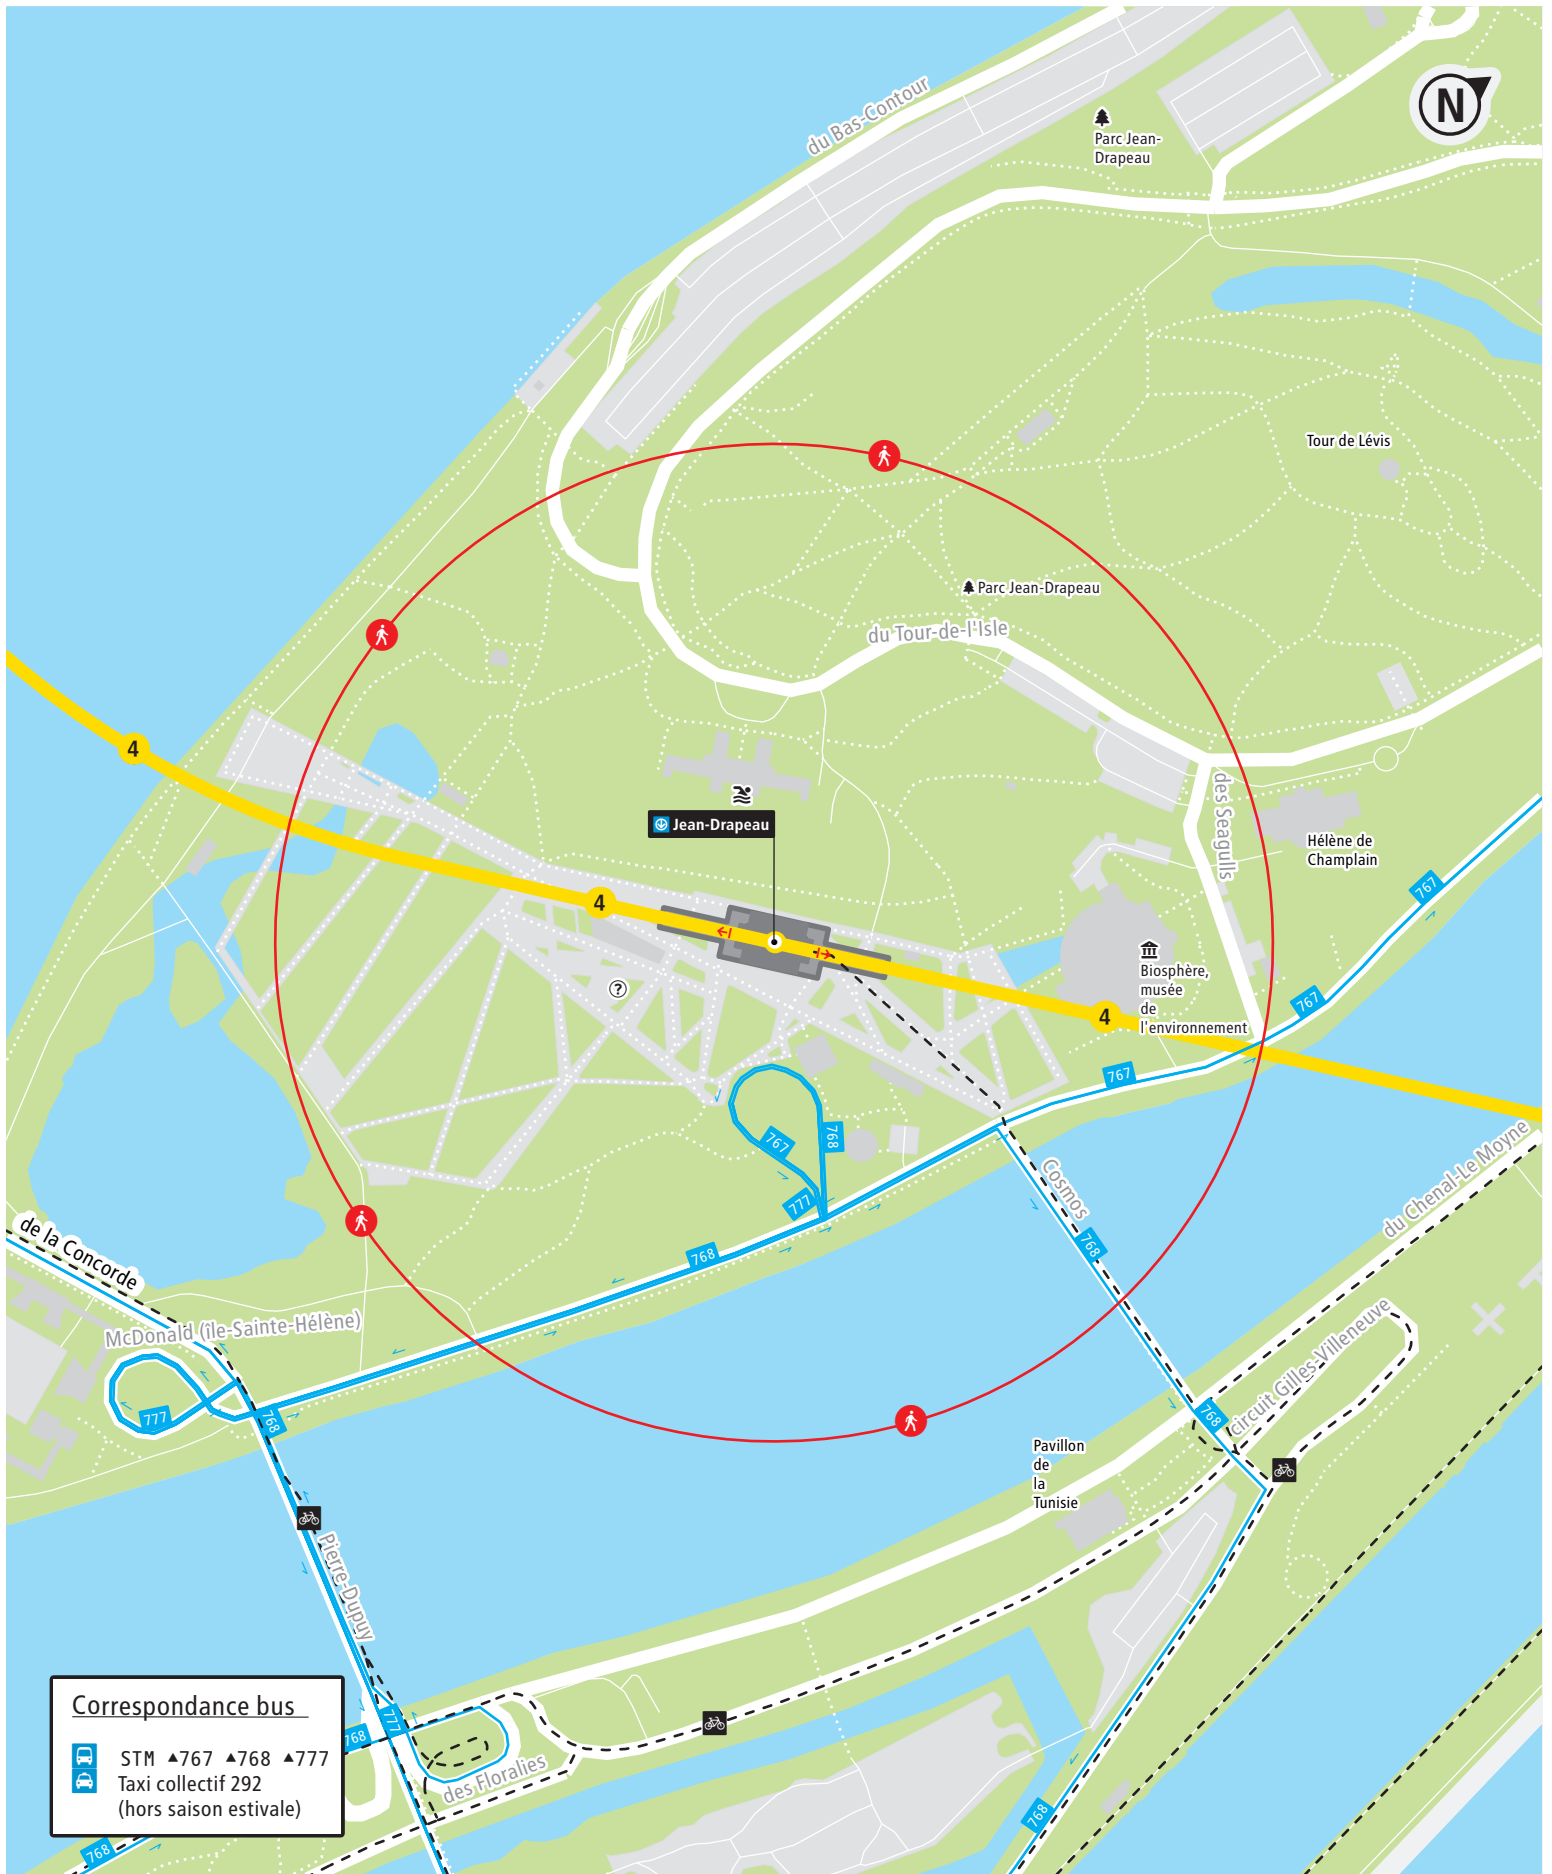 du Bas-Contour
N
Parc Jean-
Drapeau
Tour de Lévis
Parc Jean-Drapeau
du Tour-de-l'Isle
4
des Seagulls
Jean-Drapeau
Hélène de
Champlain
767
4
?
Biosphère,
musée
de
l'environnement
767
4
767
du Chenal-Le Moyne
767
768
777
Cosmos
768
de la Concorde
768
McDonald (île-Sainte-Hélène)
circuit Gilles-Villeneuve
777
768
768
Pavillon
de
la
Tunisie
Pierre-Dupuy
777
768
des Floralies
768
768
Correspondance bus
STM ▲767 ▲768 ▲777
Taxi collectif 292
(hors saison estivale)